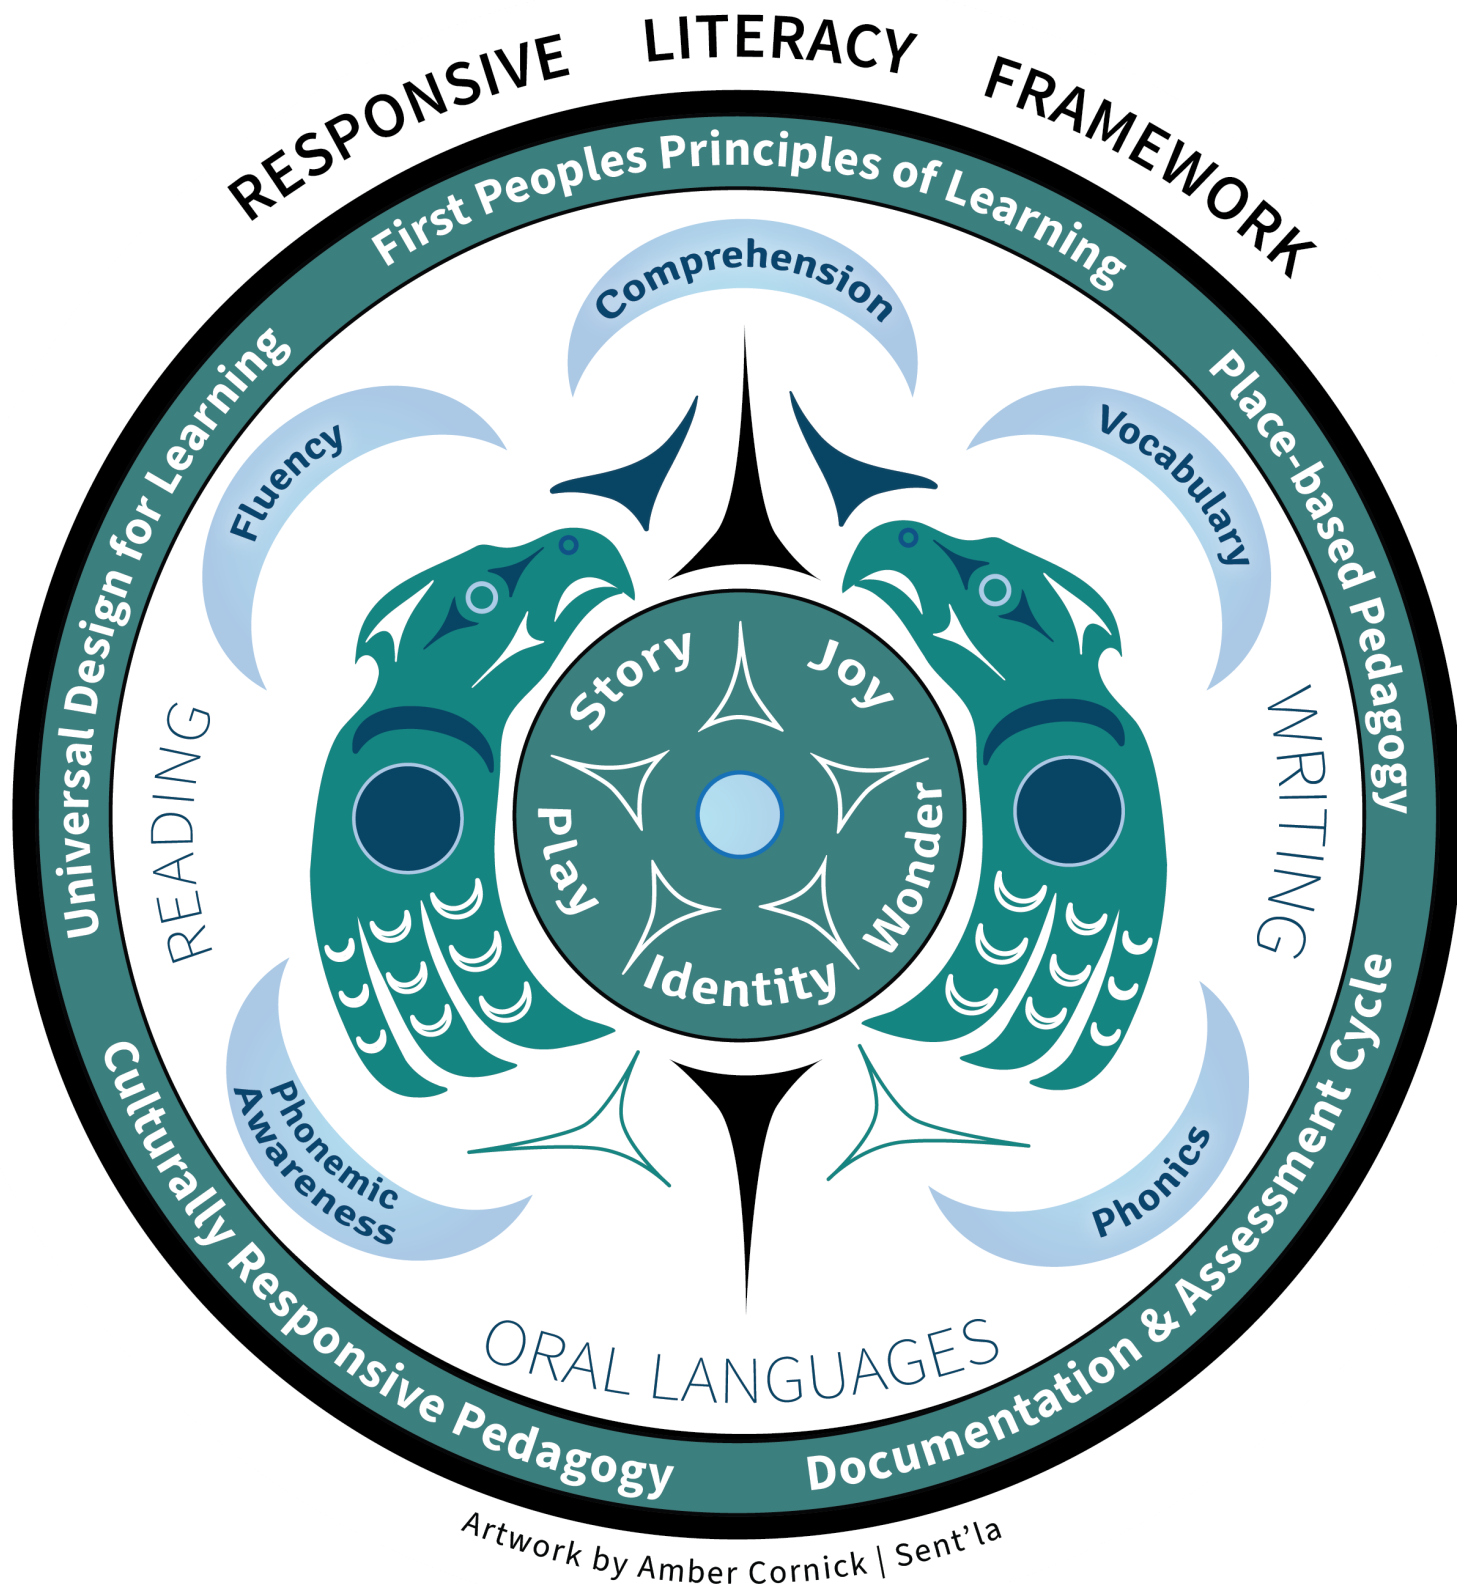 RESPONSIVE LITERACY FRAMEWORK
First Peoples Principles of Learning
Place-based Pedagogy
Documentation & Assessment Cycle
Culturally Responsive Pedagogy
Universal Design for Learning
Comprehension
Vocabulary
Phonics
Phonemic
Awareness
Fluency
READING
WRITING
ORAL LANGUAGES
Story
Joy
Wonder
Identity
Play
Artwork by Amber Cornick | Sent'la